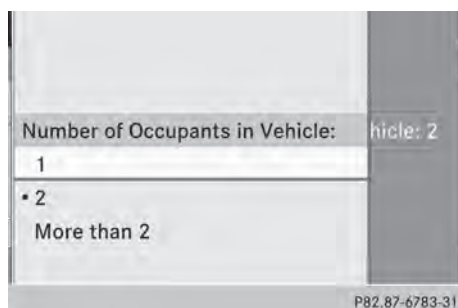 Number of Occupants in Vehicle:
hicle: 2
1
• 2
More than 2
P82.87-6783-31